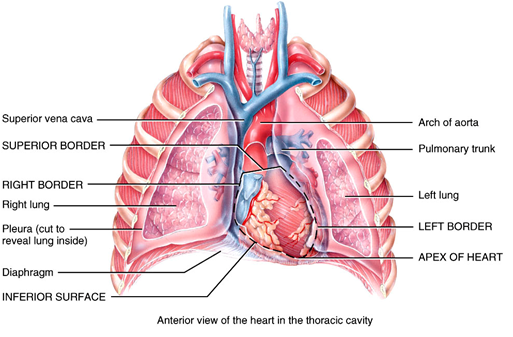 Superior vena cava
SUPERIOR BORDER
RIGHT BORDER
Right lung
Pleura (cut to
reveal lung inside)
Diaphragm
INFERIOR SURFACE
Arch of aorta
Pulmonary trunk
Left lung
LEFT BORDER
APEX OF HEART
Anterior view of the heart in the thoracic cavity